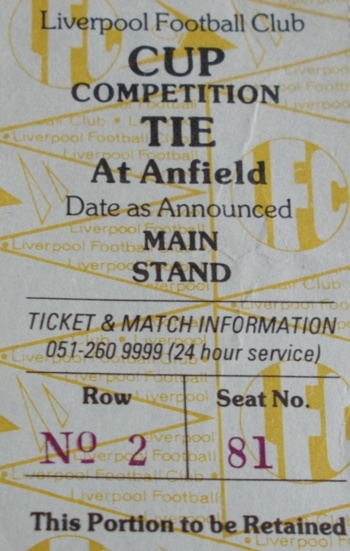 Liverpool Football Club
CUP
COMPETITION
TIE
At Anfield
Date as Announced
MAIN
STAND
TICKET & MATCH INFORMATION
051-260 9999 (24 hour service)
Row Seat No.
Nº 2 81
This Portion to be Retained